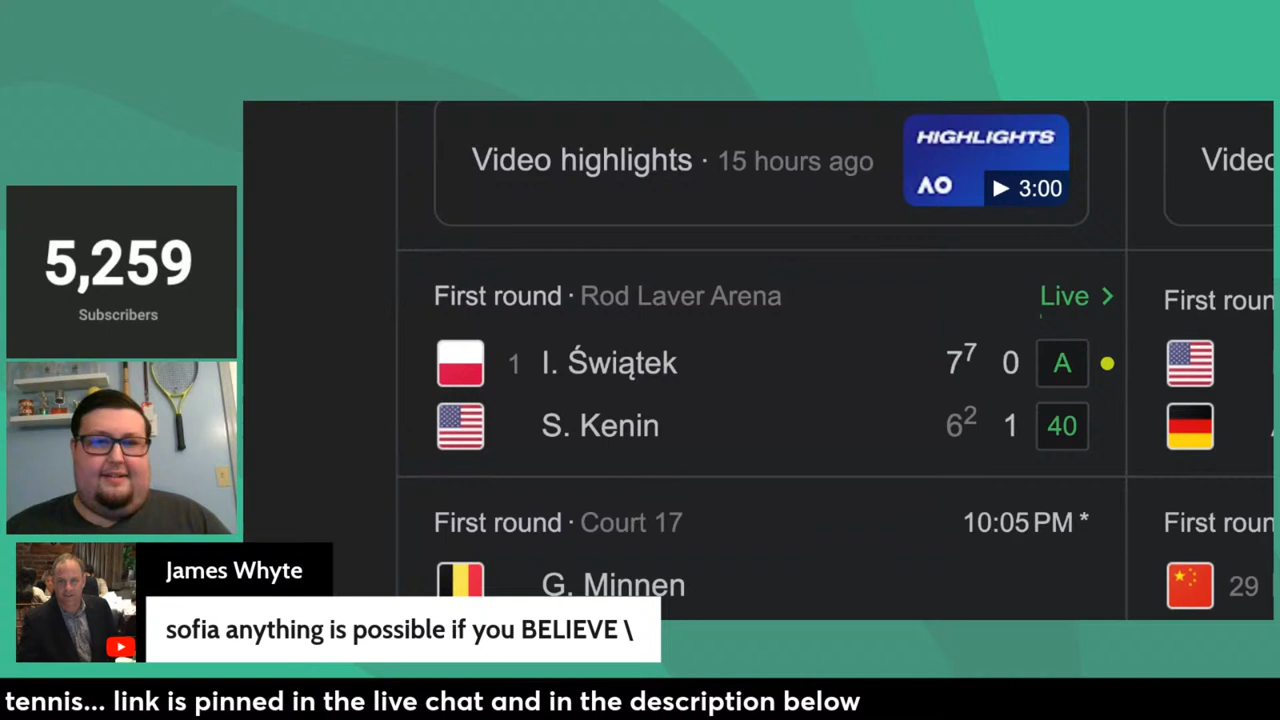 Video highlights · 15 hours ago
HIGHLIGHTS
AO
3:00
Video
5,259
Subscribers
First round · Rod Laver Arena
Live
First roun
1 I. Świątek 7⁷ 0 A
S. Kenin 6² 1 40
First round · Court 17
10:05 PM *
First roun
G. Minnen
29
James Whyte
sofia anything is possible if you BELIEVE \
tennis... link is pinned in the live chat and in the description below